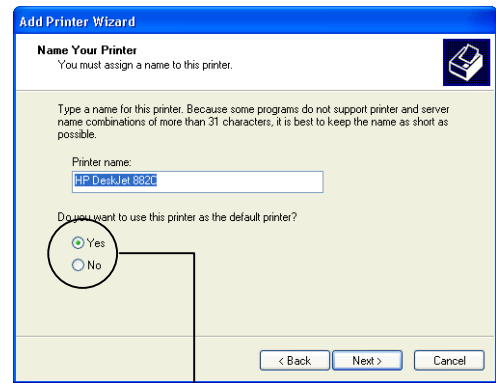 Add Printer Wizard
Name Your Printer
You must assign a name to this printer.
Type a name for this printer. Because some programs do not support printer and server
name combinations of more than 31 characters, it is best to keep the name as short as
possible.
Printer name:
HP DeskJet 882C
Do you want to use this printer as the default printer?
Yes
No
< Back Next > Cancel